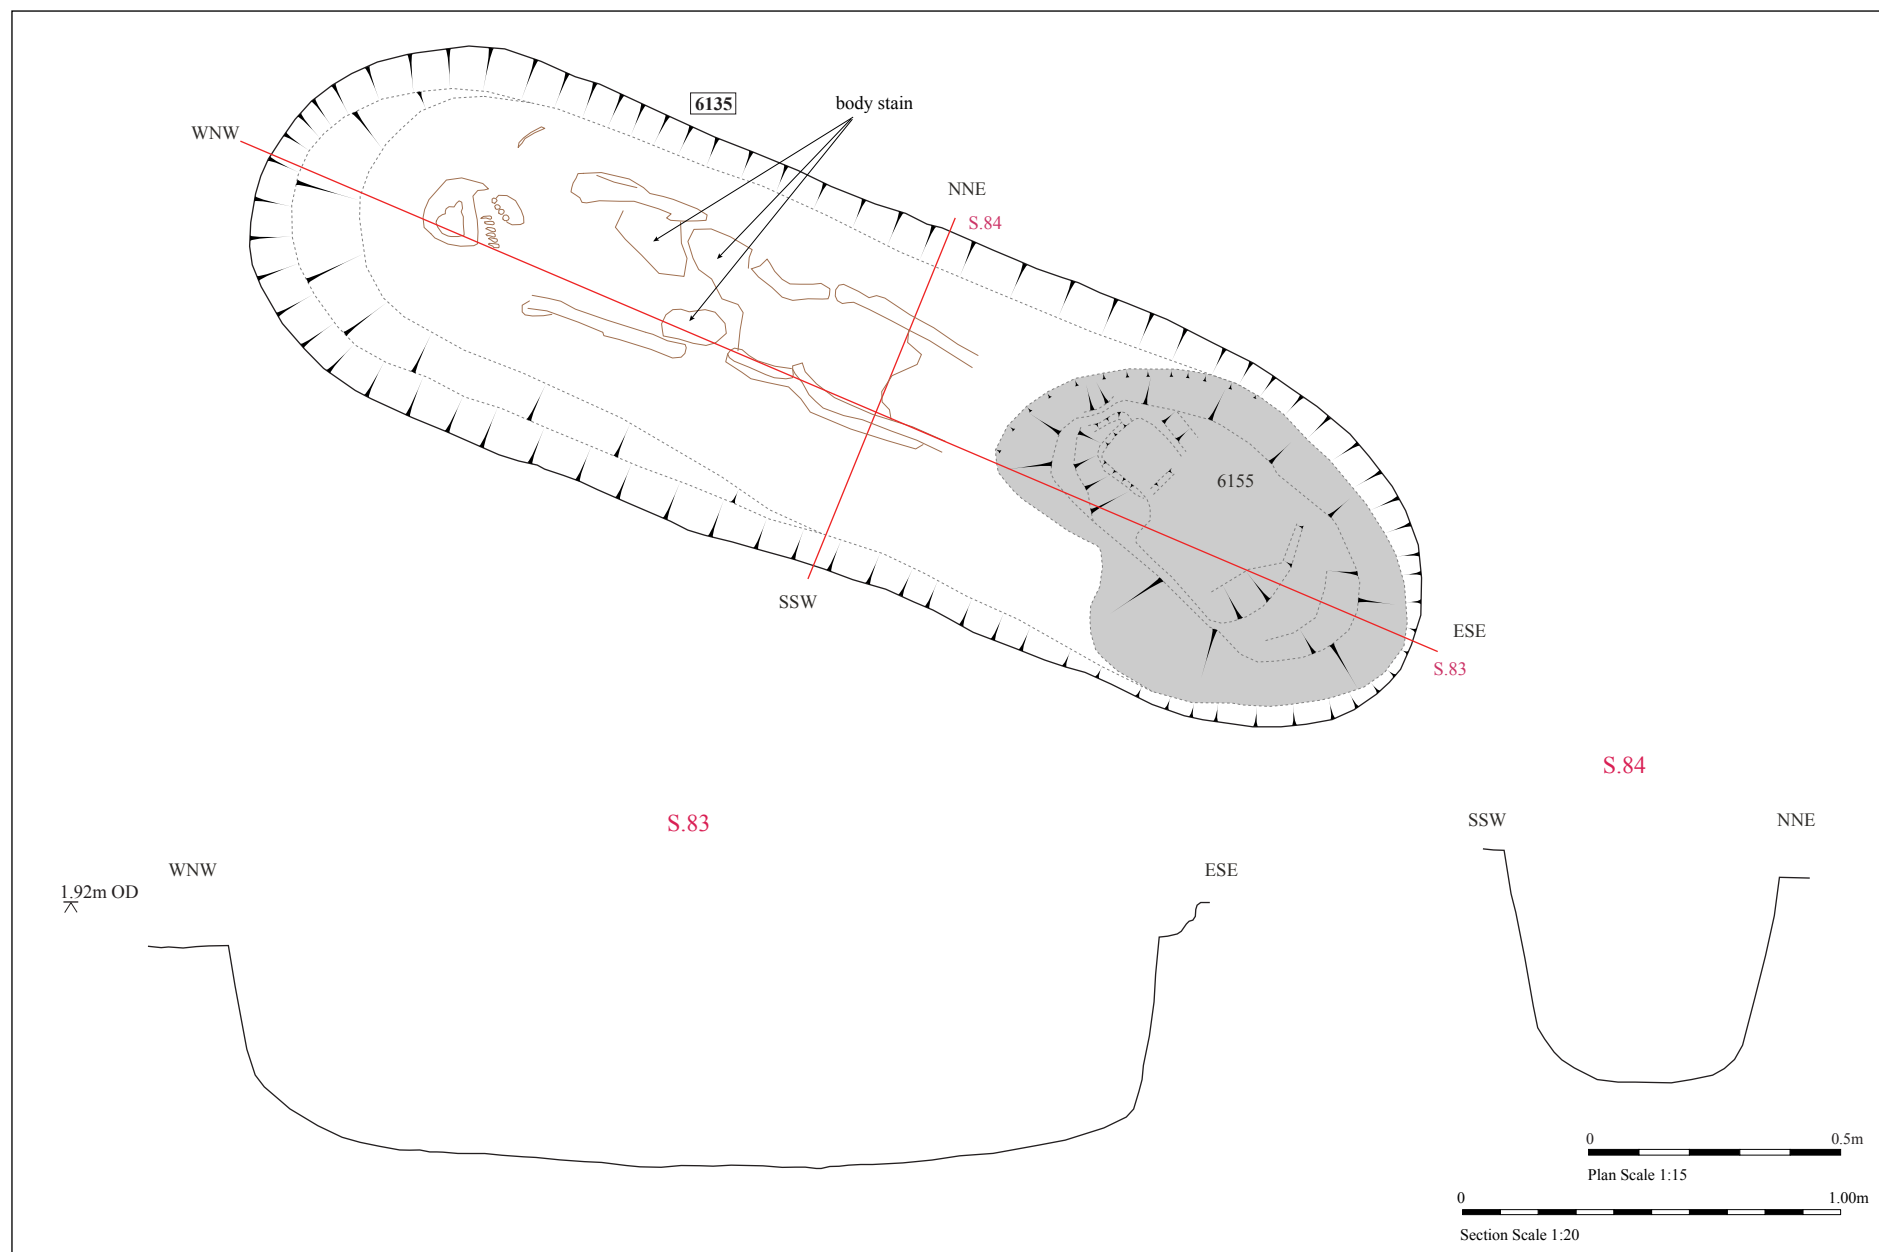 6135
body stain
WNW
NNE
S.84
6155
SSW
ESE
S.83
S.84
S.83
SSW
NNE
WNW
ESE
1.92m OD
0 0.5m
Plan Scale 1:15
0 1.00m
Section Scale 1:20